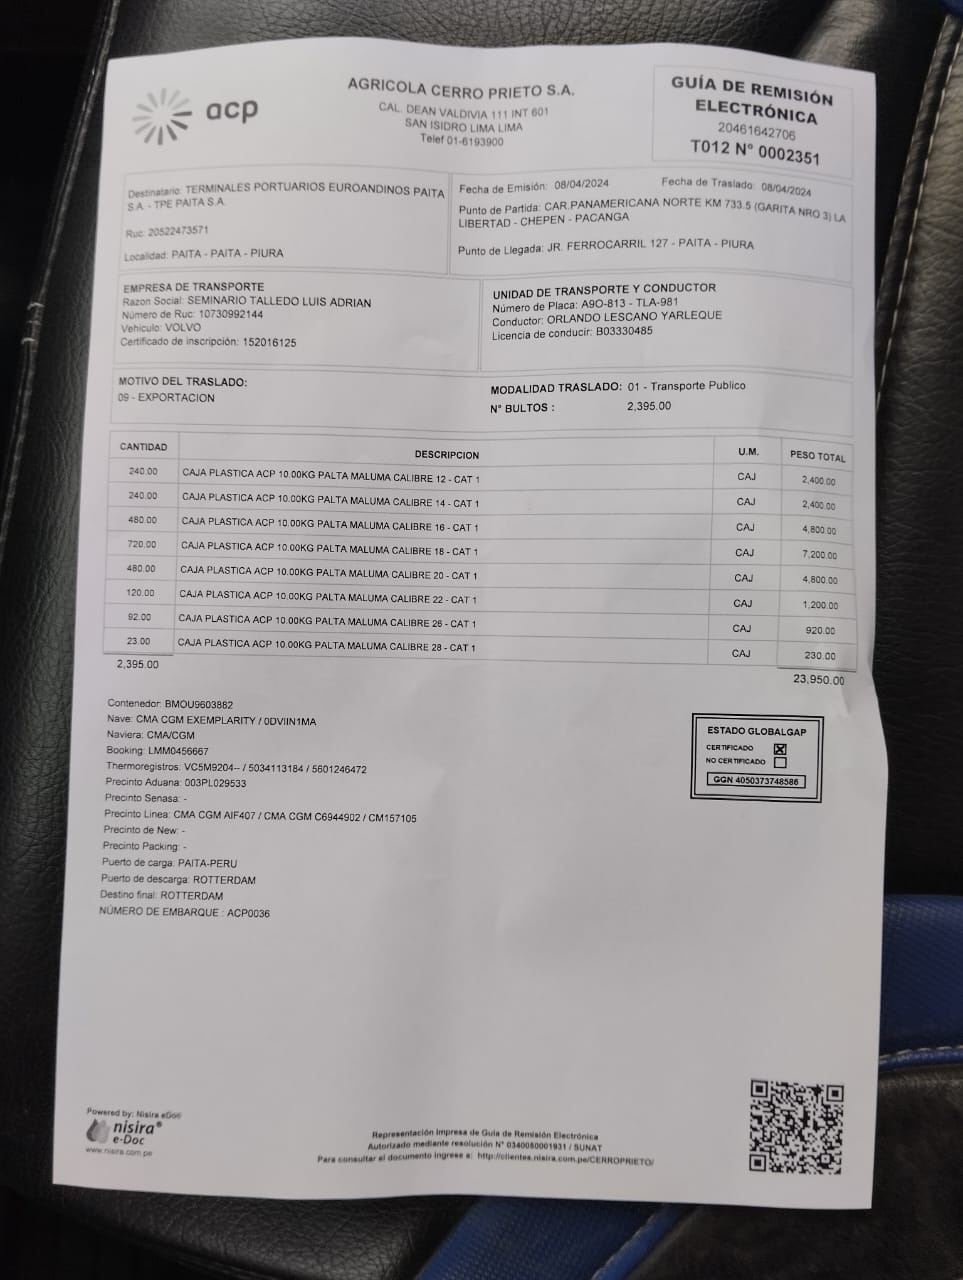 acp
AGRICOLA CERRO PRIETO S.A.
CAL. DEAN VALDIVIA 111 INT 601
SAN ISIDRO LIMA LIMA
Telef 01-6193900
GUÍA DE REMISIÓN
ELECTRÓNICA
20461642706
T012 N° 0002351
Destinatario: TERMINALES PORTUARIOS EUROANDINOS PAITA
S.A. - TPE PAITA S.A.
Ruc: 20522473571
Localidad: PAITA - PAITA - PIURA
Fecha de Emisión: 08/04/2024 Fecha de Traslado: 08/04/2024
Punto de Partida: CAR.PANAMERICANA NORTE KM 733.5 (GARITA NRO 3) LA
LIBERTAD - CHEPEN - PACANGA
Punto de Llegada: JR. FERROCARRIL 127 - PAITA - PIURA
EMPRESA DE TRANSPORTE
Razon Social: SEMINARIO TALLEDO LUIS ADRIAN
Número de Ruc: 10730992144
Vehiculo: VOLVO
Certificado de inscripción: 152016125
UNIDAD DE TRANSPORTE Y CONDUCTOR
Número de Placa: A9O-813 - TLA-981
Conductor: ORLANDO LESCANO YARLEQUE
Licencia de conducir: B03330485
MOTIVO DEL TRASLADO:
09 - EXPORTACION
MODALIDAD TRASLADO: 01 - Transporte Publico
N° BULTOS : 2,395.00
CANTIDAD DESCRIPCION U.M. PESO TOTAL
240.00 CAJA PLASTICA ACP 10.00KG PALTA MALUMA CALIBRE 12 - CAT 1 CAJ 2,400.00
240.00 CAJA PLASTICA ACP 10.00KG PALTA MALUMA CALIBRE 14 - CAT 1 CAJ 2,400.00
480.00 CAJA PLASTICA ACP 10.00KG PALTA MALUMA CALIBRE 16 - CAT 1 CAJ 4,800.00
720.00 CAJA PLASTICA ACP 10.00KG PALTA MALUMA CALIBRE 18 - CAT 1 CAJ 7,200.00
480.00 CAJA PLASTICA ACP 10.00KG PALTA MALUMA CALIBRE 20 - CAT 1 CAJ 4,800.00
120.00 CAJA PLASTICA ACP 10.00KG PALTA MALUMA CALIBRE 22 - CAT 1 CAJ 1,200.00
92.00 CAJA PLASTICA ACP 10.00KG PALTA MALUMA CALIBRE 26 - CAT 1 CAJ 920.00
23.00 CAJA PLASTICA ACP 10.00KG PALTA MALUMA CALIBRE 28 - CAT 1 CAJ 230.00
2,395.00 23,950.00
Contenedor: BMOU9603882
Nave: CMA CGM EXEMPLARITY / 0DVIIN1MA
Naviera: CMA/CGM
Booking: LMM0456667
Thermoregistros: VC5M9204-- / 5034113184 / 5601246472
Precinto Aduana: 003PL029533
Precinto Senasa: -
Precinto Linea: CMA CGM AIF407 / CMA CGM C6944902 / CM157105
Precinto de New: -
Precinto Packing: -
Puerto de carga: PAITA-PERU
Puerto de descarga: ROTTERDAM
Destino final: ROTTERDAM
NÚMERO DE EMBARQUE : ACP0036
ESTADO GLOBALGAP
CERTIFICADO
NO CERTIFICADO
GGN 4050373748586
Powered by: Nisira eDoc
nisira®
e-Doc
www.nisira.com.pe
Representación Impresa de Guía de Remisión Electrónica
Autorizado mediante resolución N° 0340050001931 / SUNAT
Para consultar el documento ingrese a: http://clientes.nisira.com.pe/CERROPRIETO/